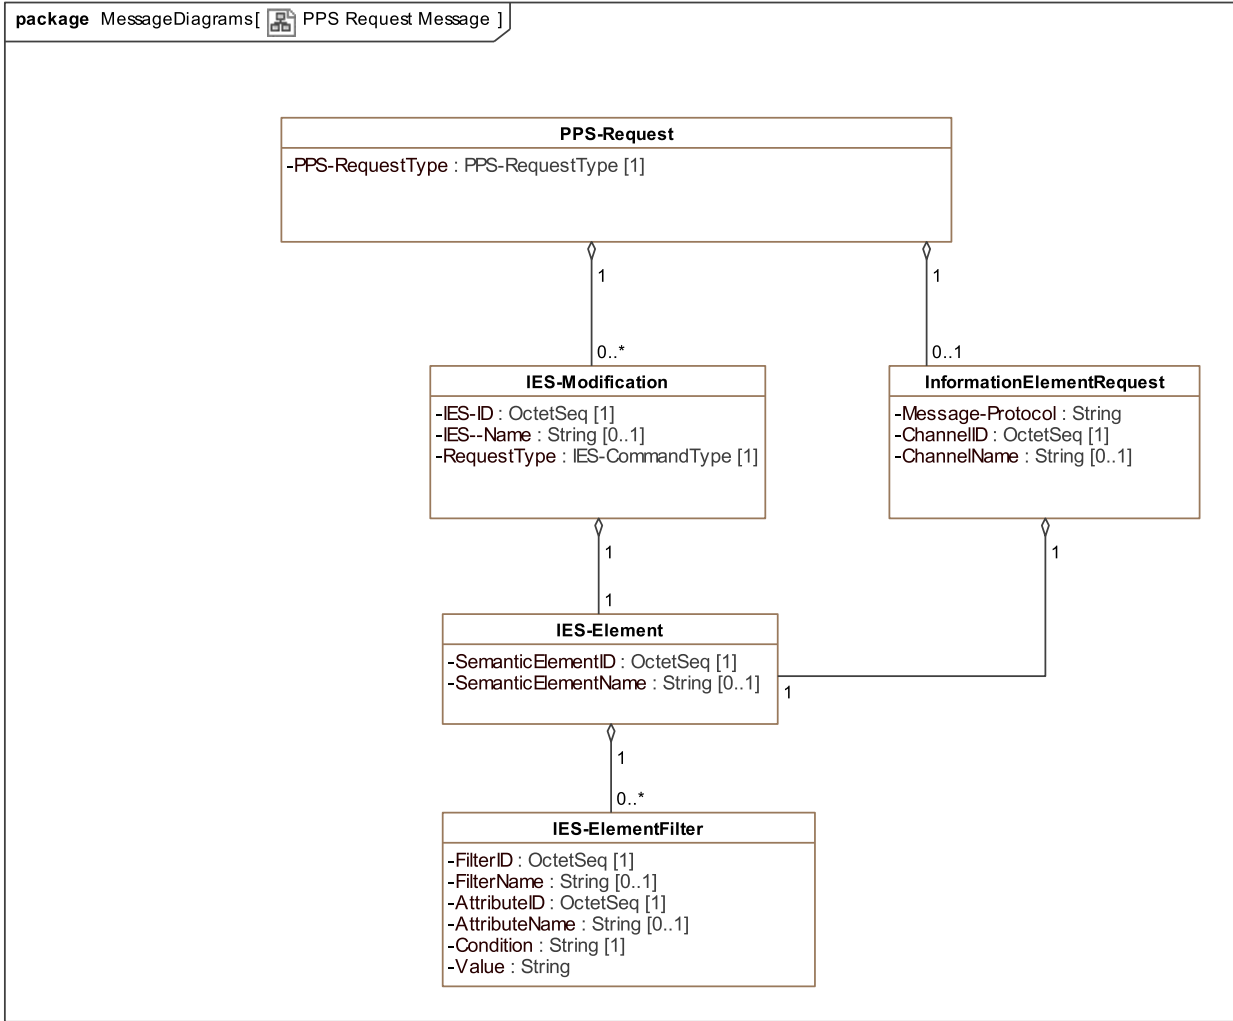 package MessageDiagrams[ PPS Request Message ]
PPS-Request
-PPS-RequestType : PPS-RequestType [1]
1
1
0..*
0..1
IES-Modification
-IES-ID : OctetSeq [1]
-IES--Name : String [0..1]
-RequestType : IES-CommandType [1]
InformationElementRequest
-Message-Protocol : String
-ChannelID : OctetSeq [1]
-ChannelName : String [0..1]
1
1
1
IES-Element
-SemanticElementID : OctetSeq [1]
-SemanticElementName : String [0..1]
1
1
0..*
IES-ElementFilter
-FilterID : OctetSeq [1]
-FilterName : String [0..1]
-AttributeID : OctetSeq [1]
-AttributeName : String [0..1]
-Condition : String [1]
-Value : String